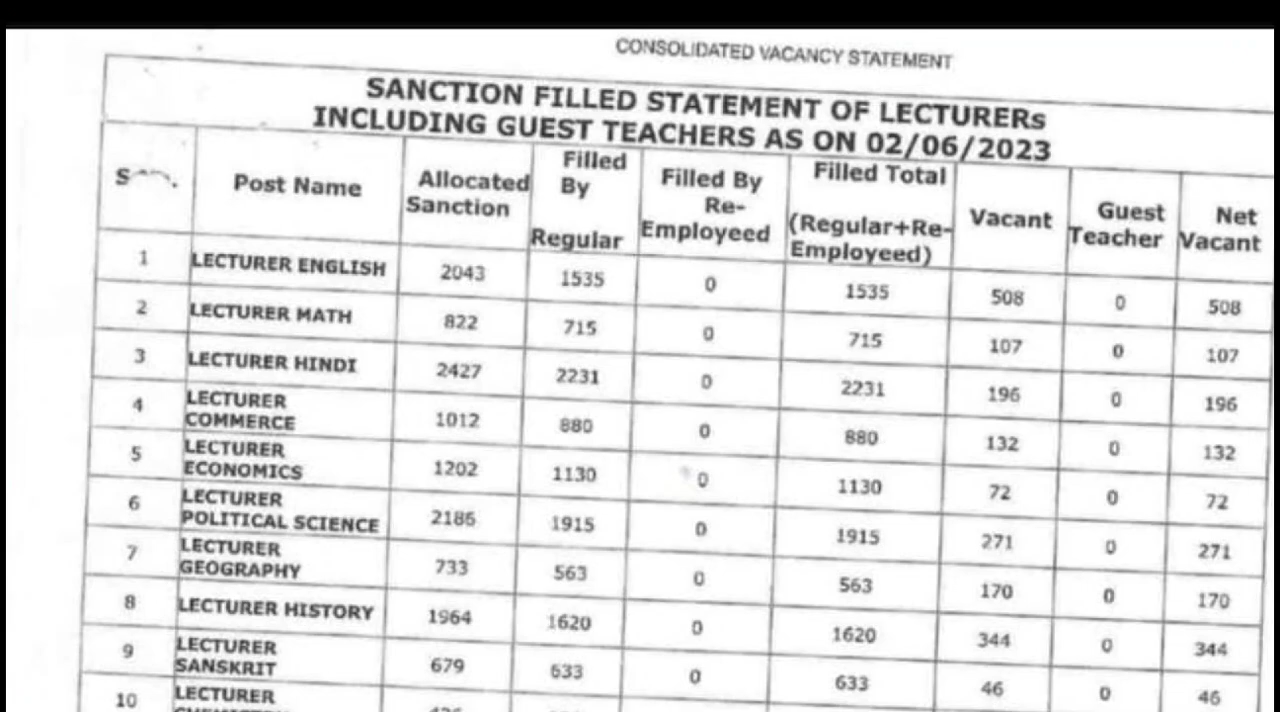 CONSOLIDATED VACANCY STATEMENT
SANCTION FILLED STATEMENT OF LECTURERs
INCLUDING GUEST TEACHERS AS ON 02/06/2023
Post Name
Allocated
Sanction
Filled
By
Regular
Filled By
Re-
Employeed
Filled Total
(Regular+Re-
Employeed)
Vacant
Guest
Teacher
Net
Vacant
1 LECTURER ENGLISH 2043 1535 0 1535 508 0 508
2 LECTURER MATH 822 715 0 715 107 0 107
3 LECTURER HINDI 2427 2231 0 2231 196 0 196
4 LECTURER
COMMERCE 1012 880 0 880 132 0 132
5 LECTURER
ECONOMICS 1202 1130 0 1130 72 0 72
6 LECTURER
POLITICAL SCIENCE 2186 1915 0 1915 271 0 271
7 LECTURER
GEOGRAPHY 733 563 0 563 170 0 170
8 LECTURER HISTORY 1964 1620 0 1620 344 0 344
9 LECTURER
SANSKRIT 679 633 0 633 46 0 46
10 LECTURER